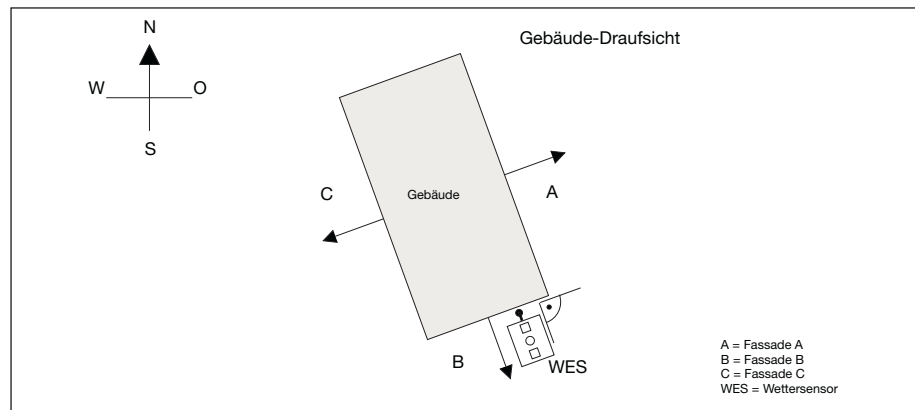 Gebäude-Draufsicht
N
W
O
S
C
Gebäude
A
B
WES
A = Fassade A
B = Fassade B
C = Fassade C
WES = Wettersensor